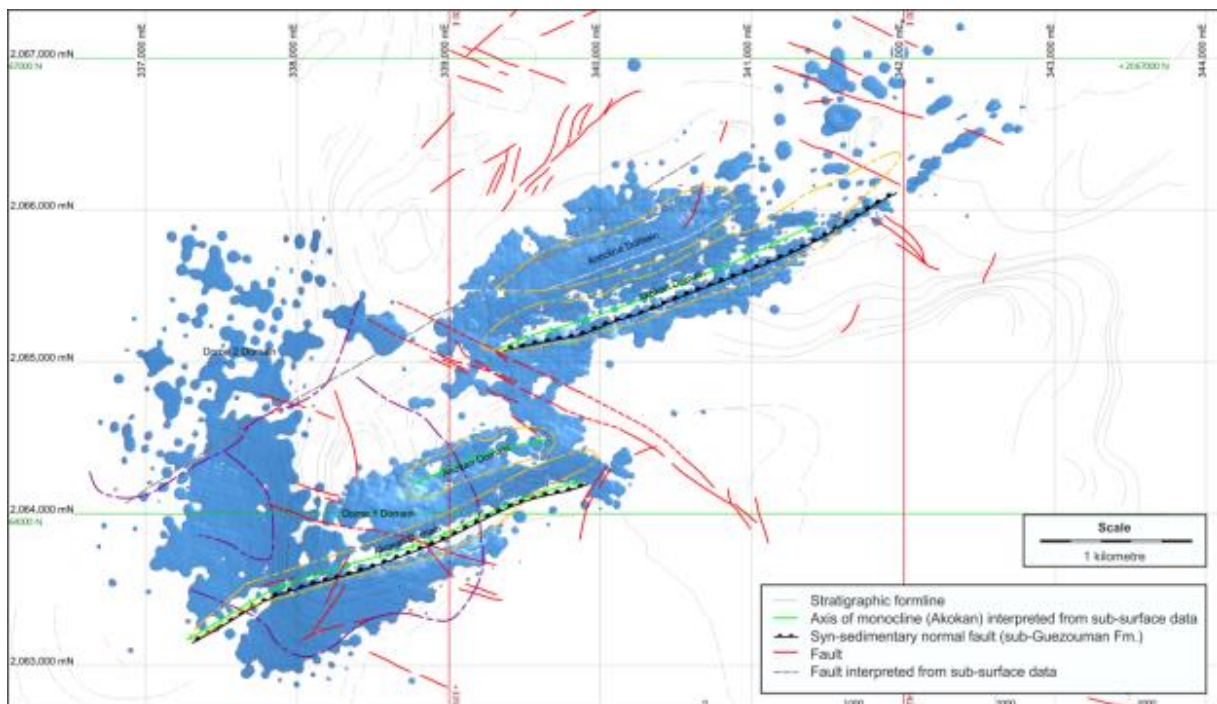 337,000 mE
338,000 mE
339,000 mE
340,000 mE
341,000 mE
342,000 mE
343,000 mE
344,000 mE
2,067,000 mN
67000 N
+2067000 N
2,066,000 mN
Domain
2,065,000 mN
Dome 2 Domain
Domain
2,064,000 mN
64000 N
Dome 1 Domain
2,063,000 mN
Scale
1 kilometre
Stratigraphic formline
Axis of monocline (Akokan) interpreted from sub-surface data
Syn-sedimentary normal fault (sub-Guezouman Fm.)
Fault
Fault interpreted from sub-surface data